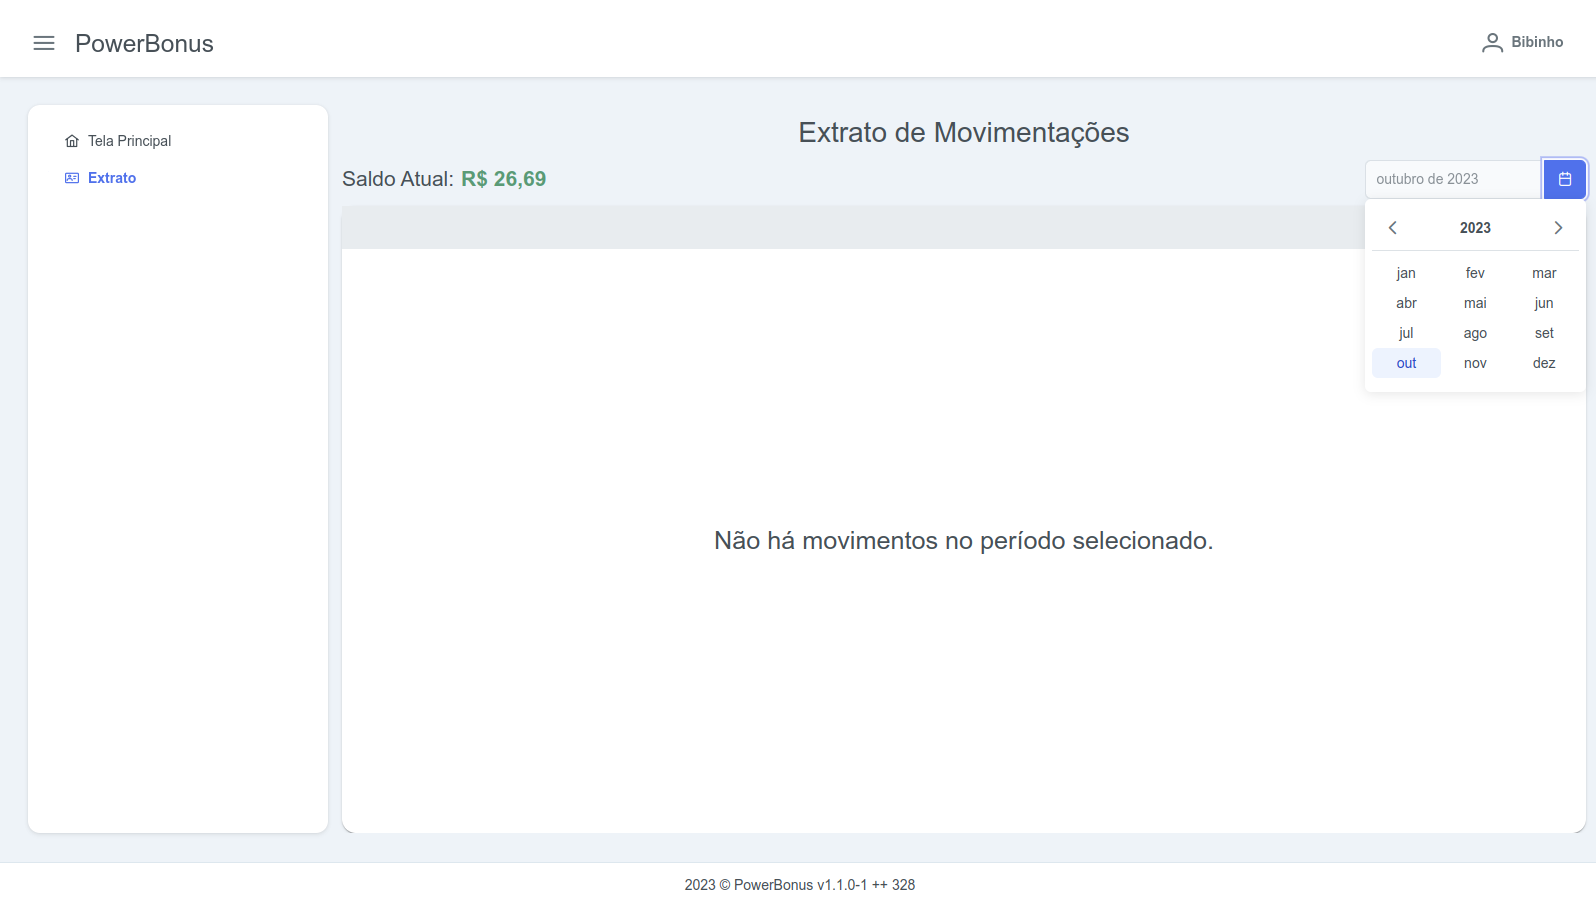 PowerBonus
Bibinho
Tela Principal
Extrato
Extrato de Movimentações
Saldo Atual: R$ 26,69
outubro de 2023
2023
jan fev mar
abr mai jun
jul ago set
out nov dez
Não há movimentos no período selecionado.
2023 © PowerBonus v1.1.0-1 ++ 328